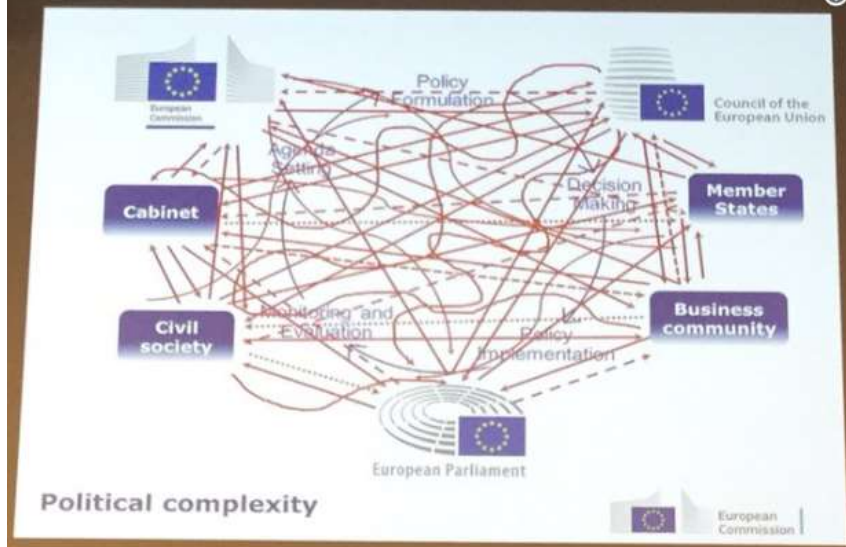 Policy
Formulation
European
Commission
Council of the
European Union
Agenda
Setting
Decision
Making
Cabinet
Member
States
Civil
society
Monitoring and
Evaluation
Policy
Implementation
Business
community
European Parliament
Political complexity
European
Commission